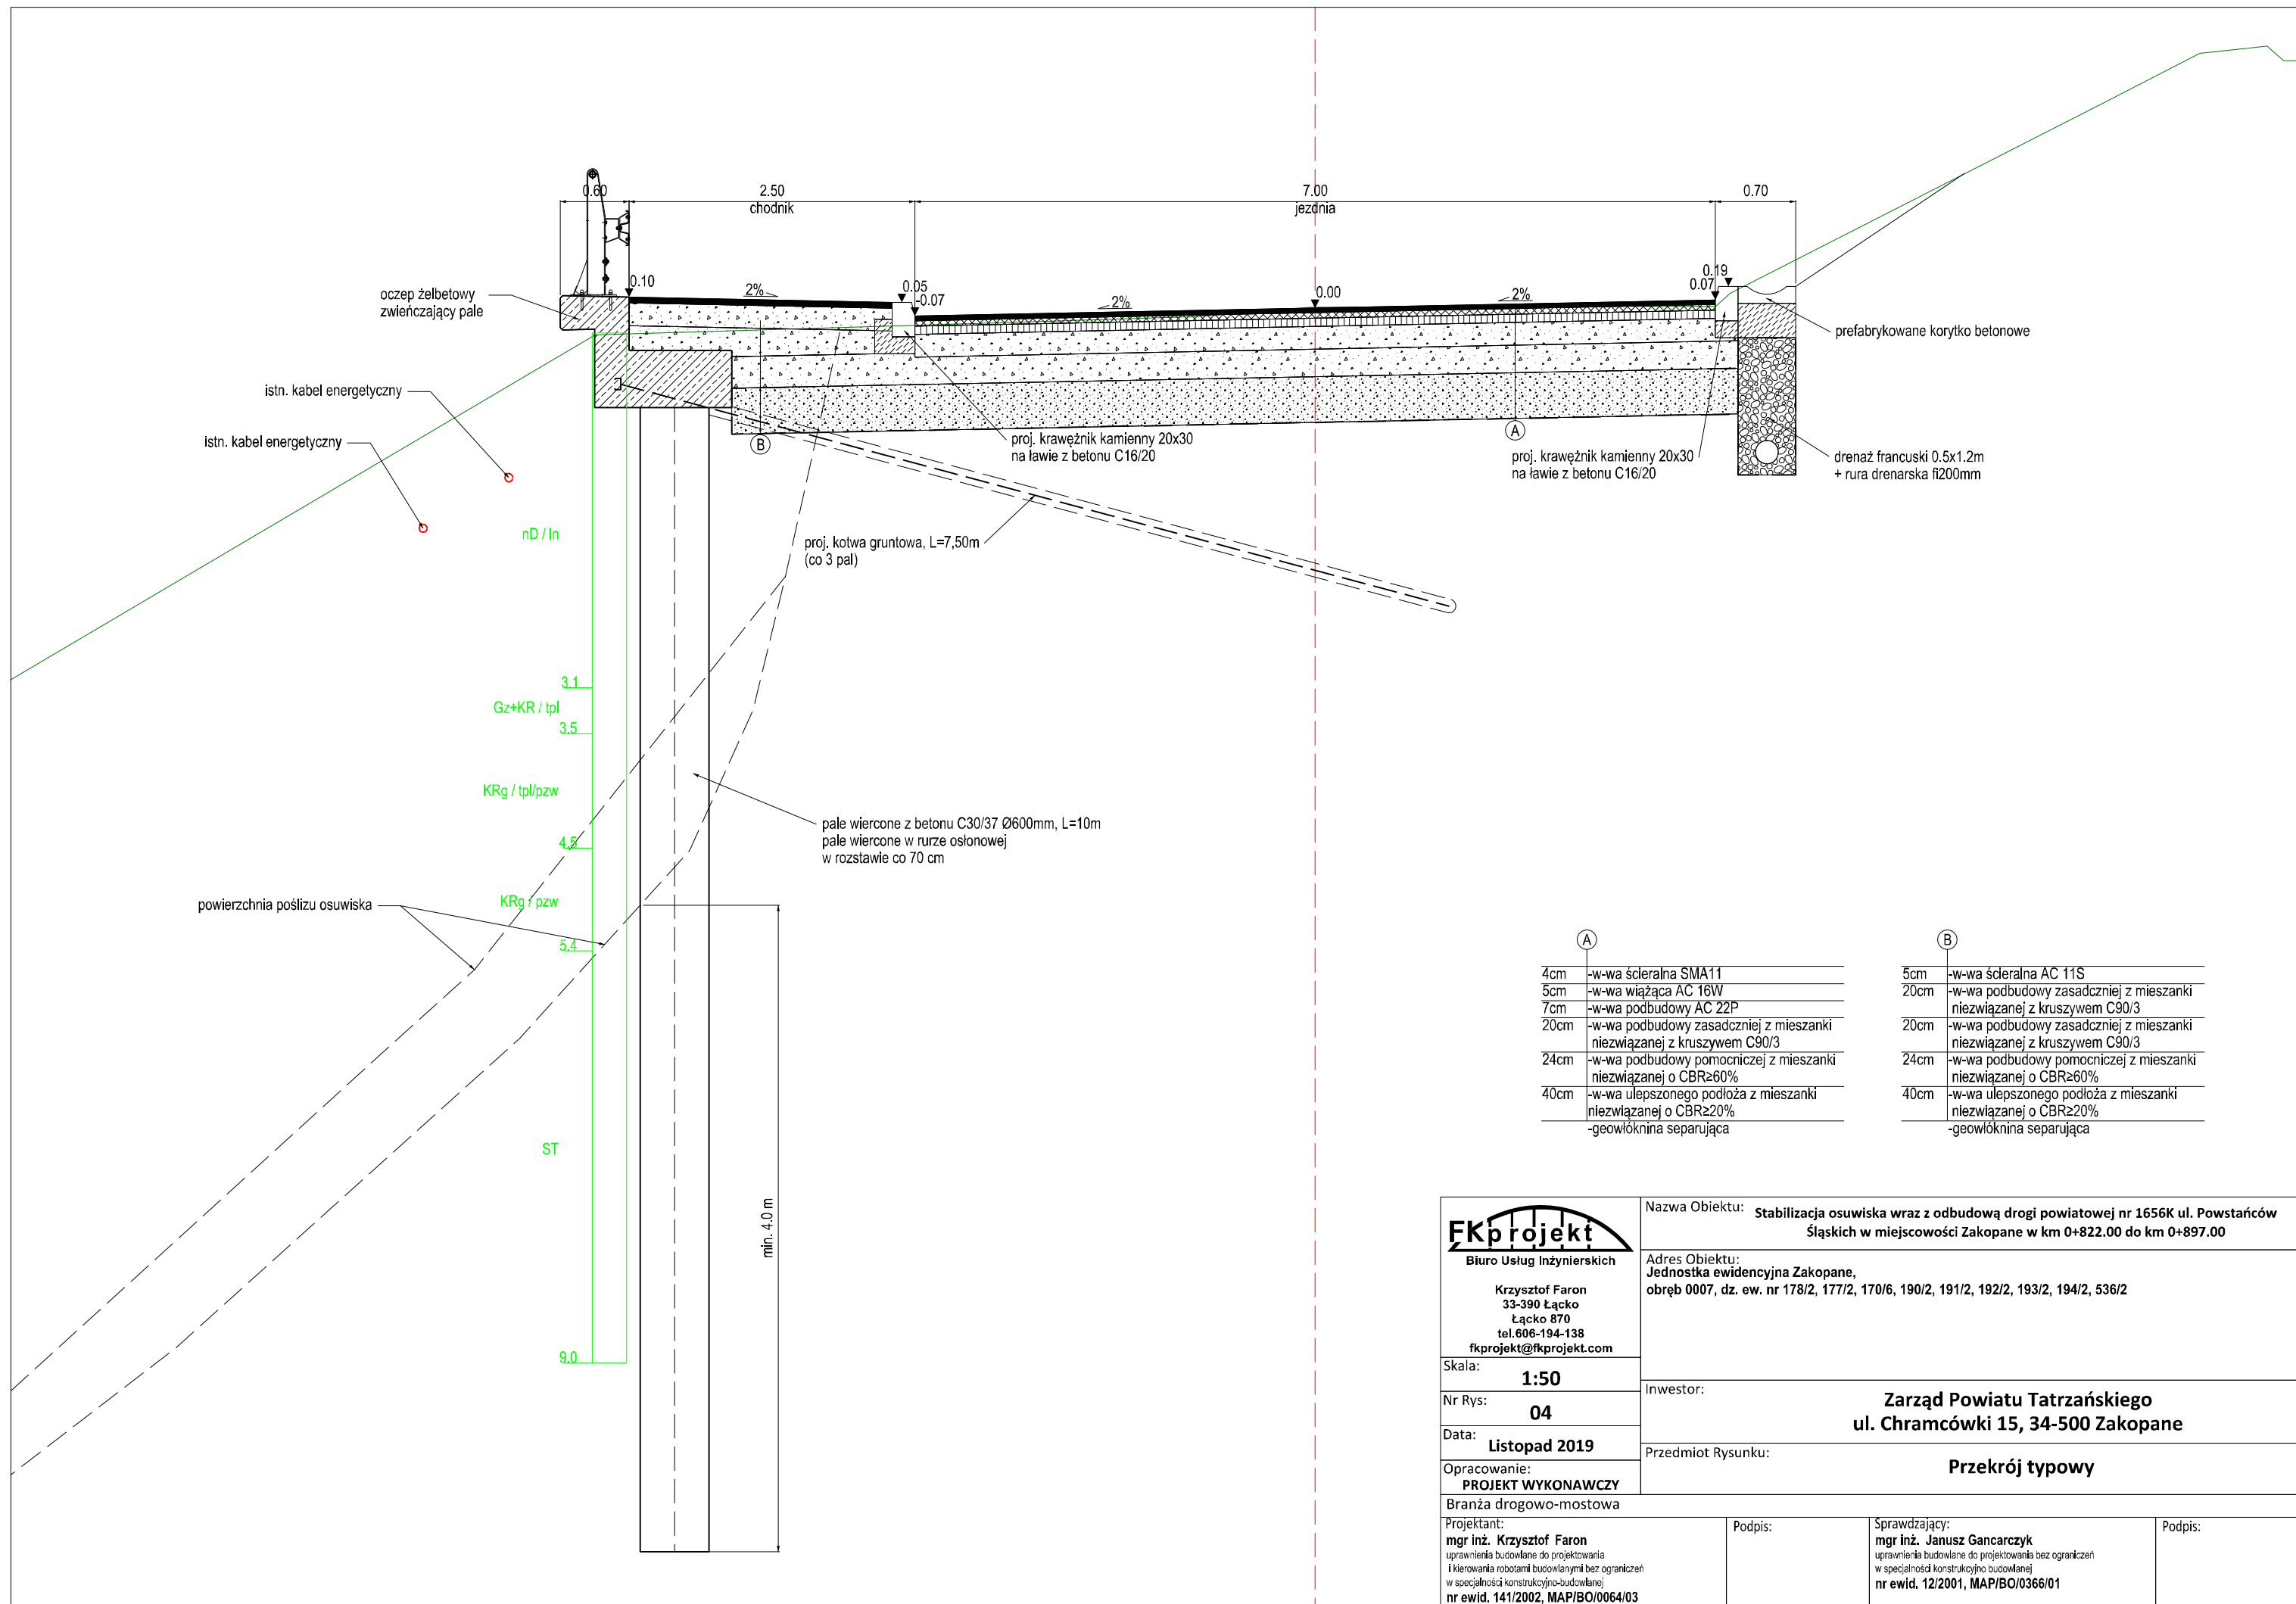 0.60
2.50
chodnik
7.00
jezdnia
0.70
0.10
2%
0.05
-0.07
2%
0.00
2%
0.19
0.07
oczep żelbetowy
zwieńczający pale
prefabrykowane korytko betonowe
istn. kabel energetyczny
istn. kabel energetyczny
B
A
proj. krawężnik kamienny 20x30
na ławie z betonu C16/20
proj. krawężnik kamienny 20x30
na ławie z betonu C16/20
drenaż francuski 0.5x1.2m
+ rura drenarska fi200mm
nD / ln
proj. kotwa gruntowa, L=7,50m
(co 3 pal)
3.1
Gz+KR / tpl
3.5
KRg / tpl/pzw
4.5
pale wiercone z betonu C30/37 Ø600mm, L=10m
pale wiercone w rurze osłonowej
w rozstawie co 70 cm
KRg / pzw
powierzchnia poślizu osuwiska
5.4
ST
9.0
min. 4.0 m
A
4cm -w-wa ścieralna SMA11
5cm -w-wa wiążąca AC 16W
7cm -w-wa podbudowy AC 22P
20cm -w-wa podbudowy zasadczniej z mieszanki
niezwiązanej z kruszywem C90/3
24cm -w-wa podbudowy pomocniczej z mieszanki
niezwiązanej o CBR≥60%
40cm -w-wa ulepszonego podłoża z mieszanki
niezwiązanej o CBR≥20%
-geowłóknina separująca
B
5cm -w-wa ścieralna AC 11S
20cm -w-wa podbudowy zasadczniej z mieszanki
niezwiązanej z kruszywem C90/3
20cm -w-wa podbudowy zasadczniej z mieszanki
niezwiązanej z kruszywem C90/3
24cm -w-wa podbudowy pomocniczej z mieszanki
niezwiązanej o CBR≥60%
40cm -w-wa ulepszonego podłoża z mieszanki
niezwiązanej o CBR≥20%
-geowłóknina separująca
FKprojekt
Biuro Usług Inżynierskich
Krzysztof Faron
33-390 Łącko
Łącko 870
tel.606-194-138
fkprojekt@fkprojekt.com
Nazwa Obiektu: Stabilizacja osuwiska wraz z odbudową drogi powiatowej nr 1656K ul. Powstańców
Śląskich w miejscowości Zakopane w km 0+822.00 do km 0+897.00
Adres Obiektu:
Jednostka ewidencyjna Zakopane,
obręb 0007, dz. ew. nr 178/2, 177/2, 170/6, 190/2, 191/2, 192/2, 193/2, 194/2, 536/2
Skala:
1:50
Nr Rys:
04
Data:
Listopad 2019
Opracowanie:
PROJEKT WYKONAWCZY
Inwestor:
Zarząd Powiatu Tatrzańskiego
ul. Chramcówki 15, 34-500 Zakopane
Przedmiot Rysunku:
Przekrój typowy
Branża drogowo-mostowa
Projektant:
mgr inż. Krzysztof Faron
uprawnienia budowlane do projektowania
i kierowania robotami budowlanymi bez ograniczeń
w specjalności konstrukcyjno-budowlanej
nr ewid. 141/2002, MAP/BO/0064/03
Podpis:
Sprawdzający:
mgr inż. Janusz Gancarczyk
uprawnienia budowlane do projektowania bez ograniczeń
w specjalności konstrukcyjno budowlanej
nr ewid. 12/2001, MAP/BO/0366/01
Podpis: